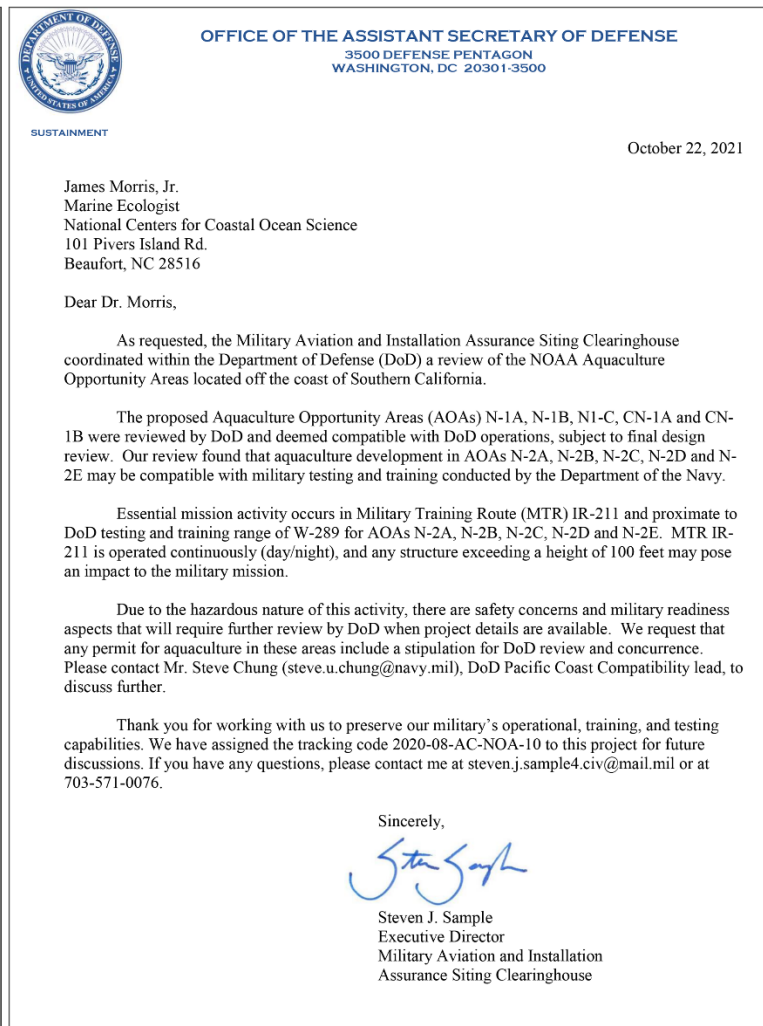 DEPARTMENT OF DEFENSE
UNITED STATES OF AMERICA
SUSTAINMENT
OFFICE OF THE ASSISTANT SECRETARY OF DEFENSE
3500 DEFENSE PENTAGON
WASHINGTON, DC 20301-3500
October 22, 2021
James Morris, Jr.
Marine Ecologist
National Centers for Coastal Ocean Science
101 Pivers Island Rd.
Beaufort, NC 28516
Dear Dr. Morris,
As requested, the Military Aviation and Installation Assurance Siting Clearinghouse
coordinated within the Department of Defense (DoD) a review of the NOAA Aquaculture
Opportunity Areas located off the coast of Southern California.
The proposed Aquaculture Opportunity Areas (AOAs) N-1A, N-1B, N1-C, CN-1A and CN-
1B were reviewed by DoD and deemed compatible with DoD operations, subject to final design
review. Our review found that aquaculture development in AOAs N-2A, N-2B, N-2C, N-2D and N-
2E may be compatible with military testing and training conducted by the Department of the Navy.
Essential mission activity occurs in Military Training Route (MTR) IR-211 and proximate to
DoD testing and training range of W-289 for AOAs N-2A, N-2B, N-2C, N-2D and N-2E. MTR IR-
211 is operated continuously (day/night), and any structure exceeding a height of 100 feet may pose
an impact to the military mission.
Due to the hazardous nature of this activity, there are safety concerns and military readiness
aspects that will require further review by DoD when project details are available. We request that
any permit for aquaculture in these areas include a stipulation for DoD review and concurrence.
Please contact Mr. Steve Chung (steve.u.chung@navy.mil), DoD Pacific Coast Compatibility lead, to
discuss further.
Thank you for working with us to preserve our military's operational, training, and testing
capabilities. We have assigned the tracking code 2020-08-AC-NOA-10 to this project for future
discussions. If you have any questions, please contact me at steven.j.sample4.civ@mail.mil or at
703-571-0076.
Sincerely,
Steven J. Sample
Executive Director
Military Aviation and Installation
Assurance Siting Clearinghouse